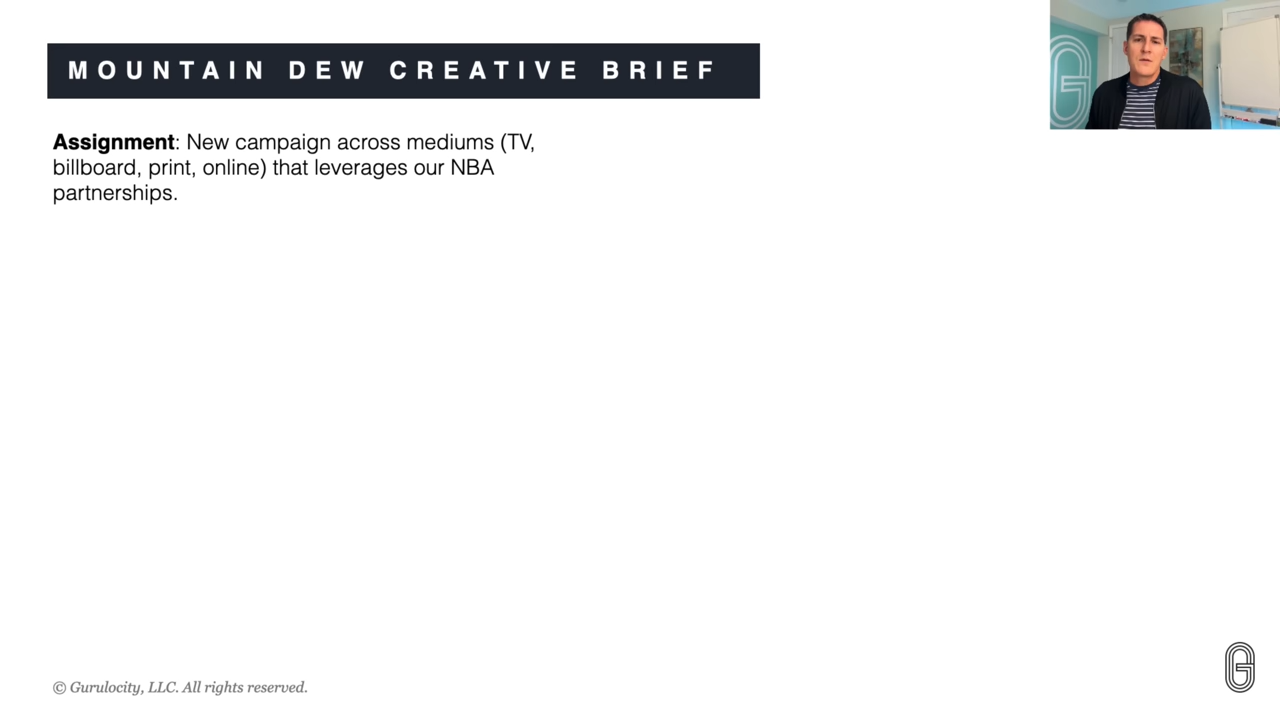 MOUNTAIN DEW CREATIVE BRIEF
Assignment: New campaign across mediums (TV,
billboard, print, online) that leverages our NBA
partnerships.
© Gurulocity, LLC. All rights reserved.
G
G